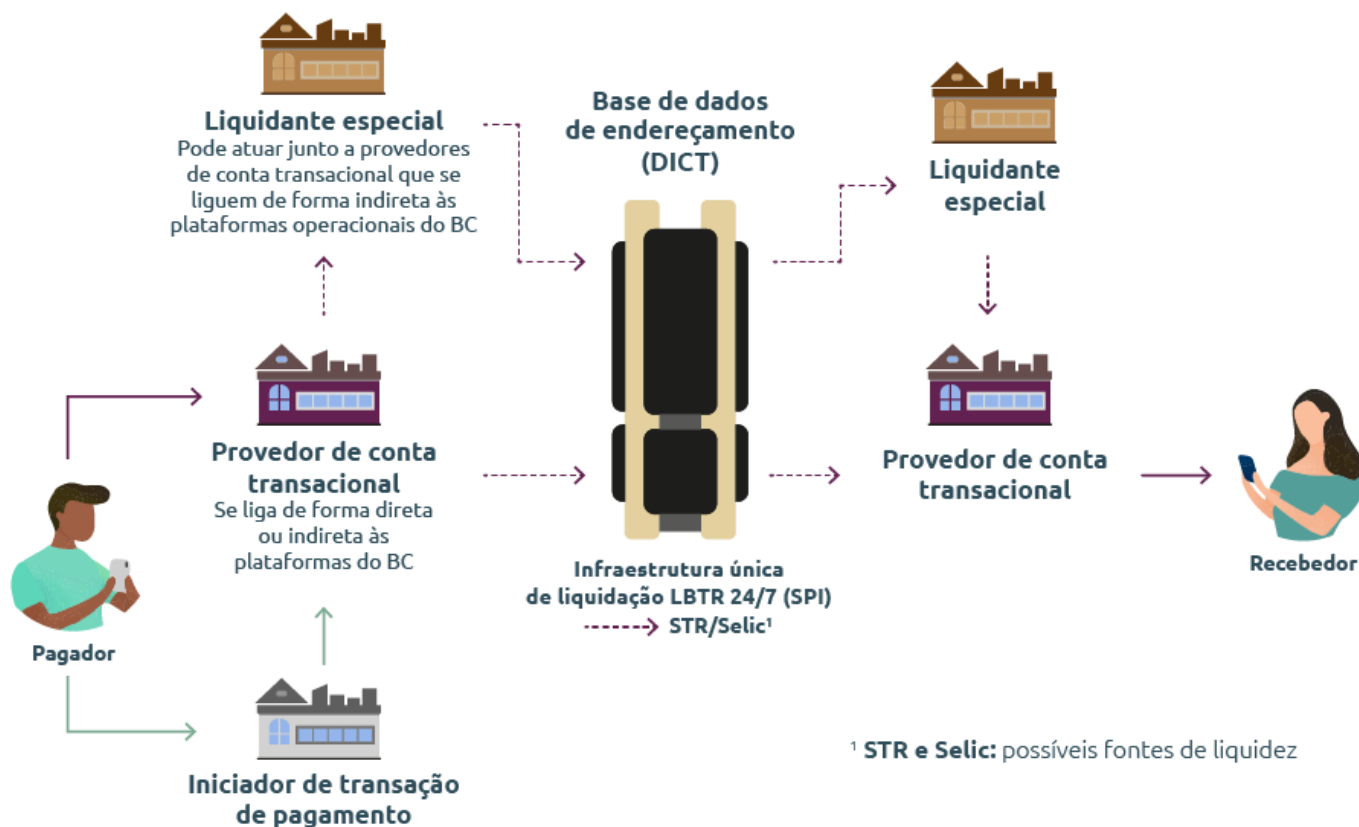 Liquidante especial
Pode atuar junto a provedores
de conta transacional que se
liguem de forma indireta às
plataformas operacionais do BC
Base de dados
de endereçamento
(DICT)
Liquidante
especial
Provedor de conta
transacional
Se liga de forma direta
ou indireta às
plataformas do BC
Provedor de conta
transacional
Pagador
Recebedor
Infraestrutura única
de liquidação LBTR 24/7 (SPI)
STR/Selic¹
Iniciador de transação
de pagamento
¹ STR e Selic: possíveis fontes de liquidez